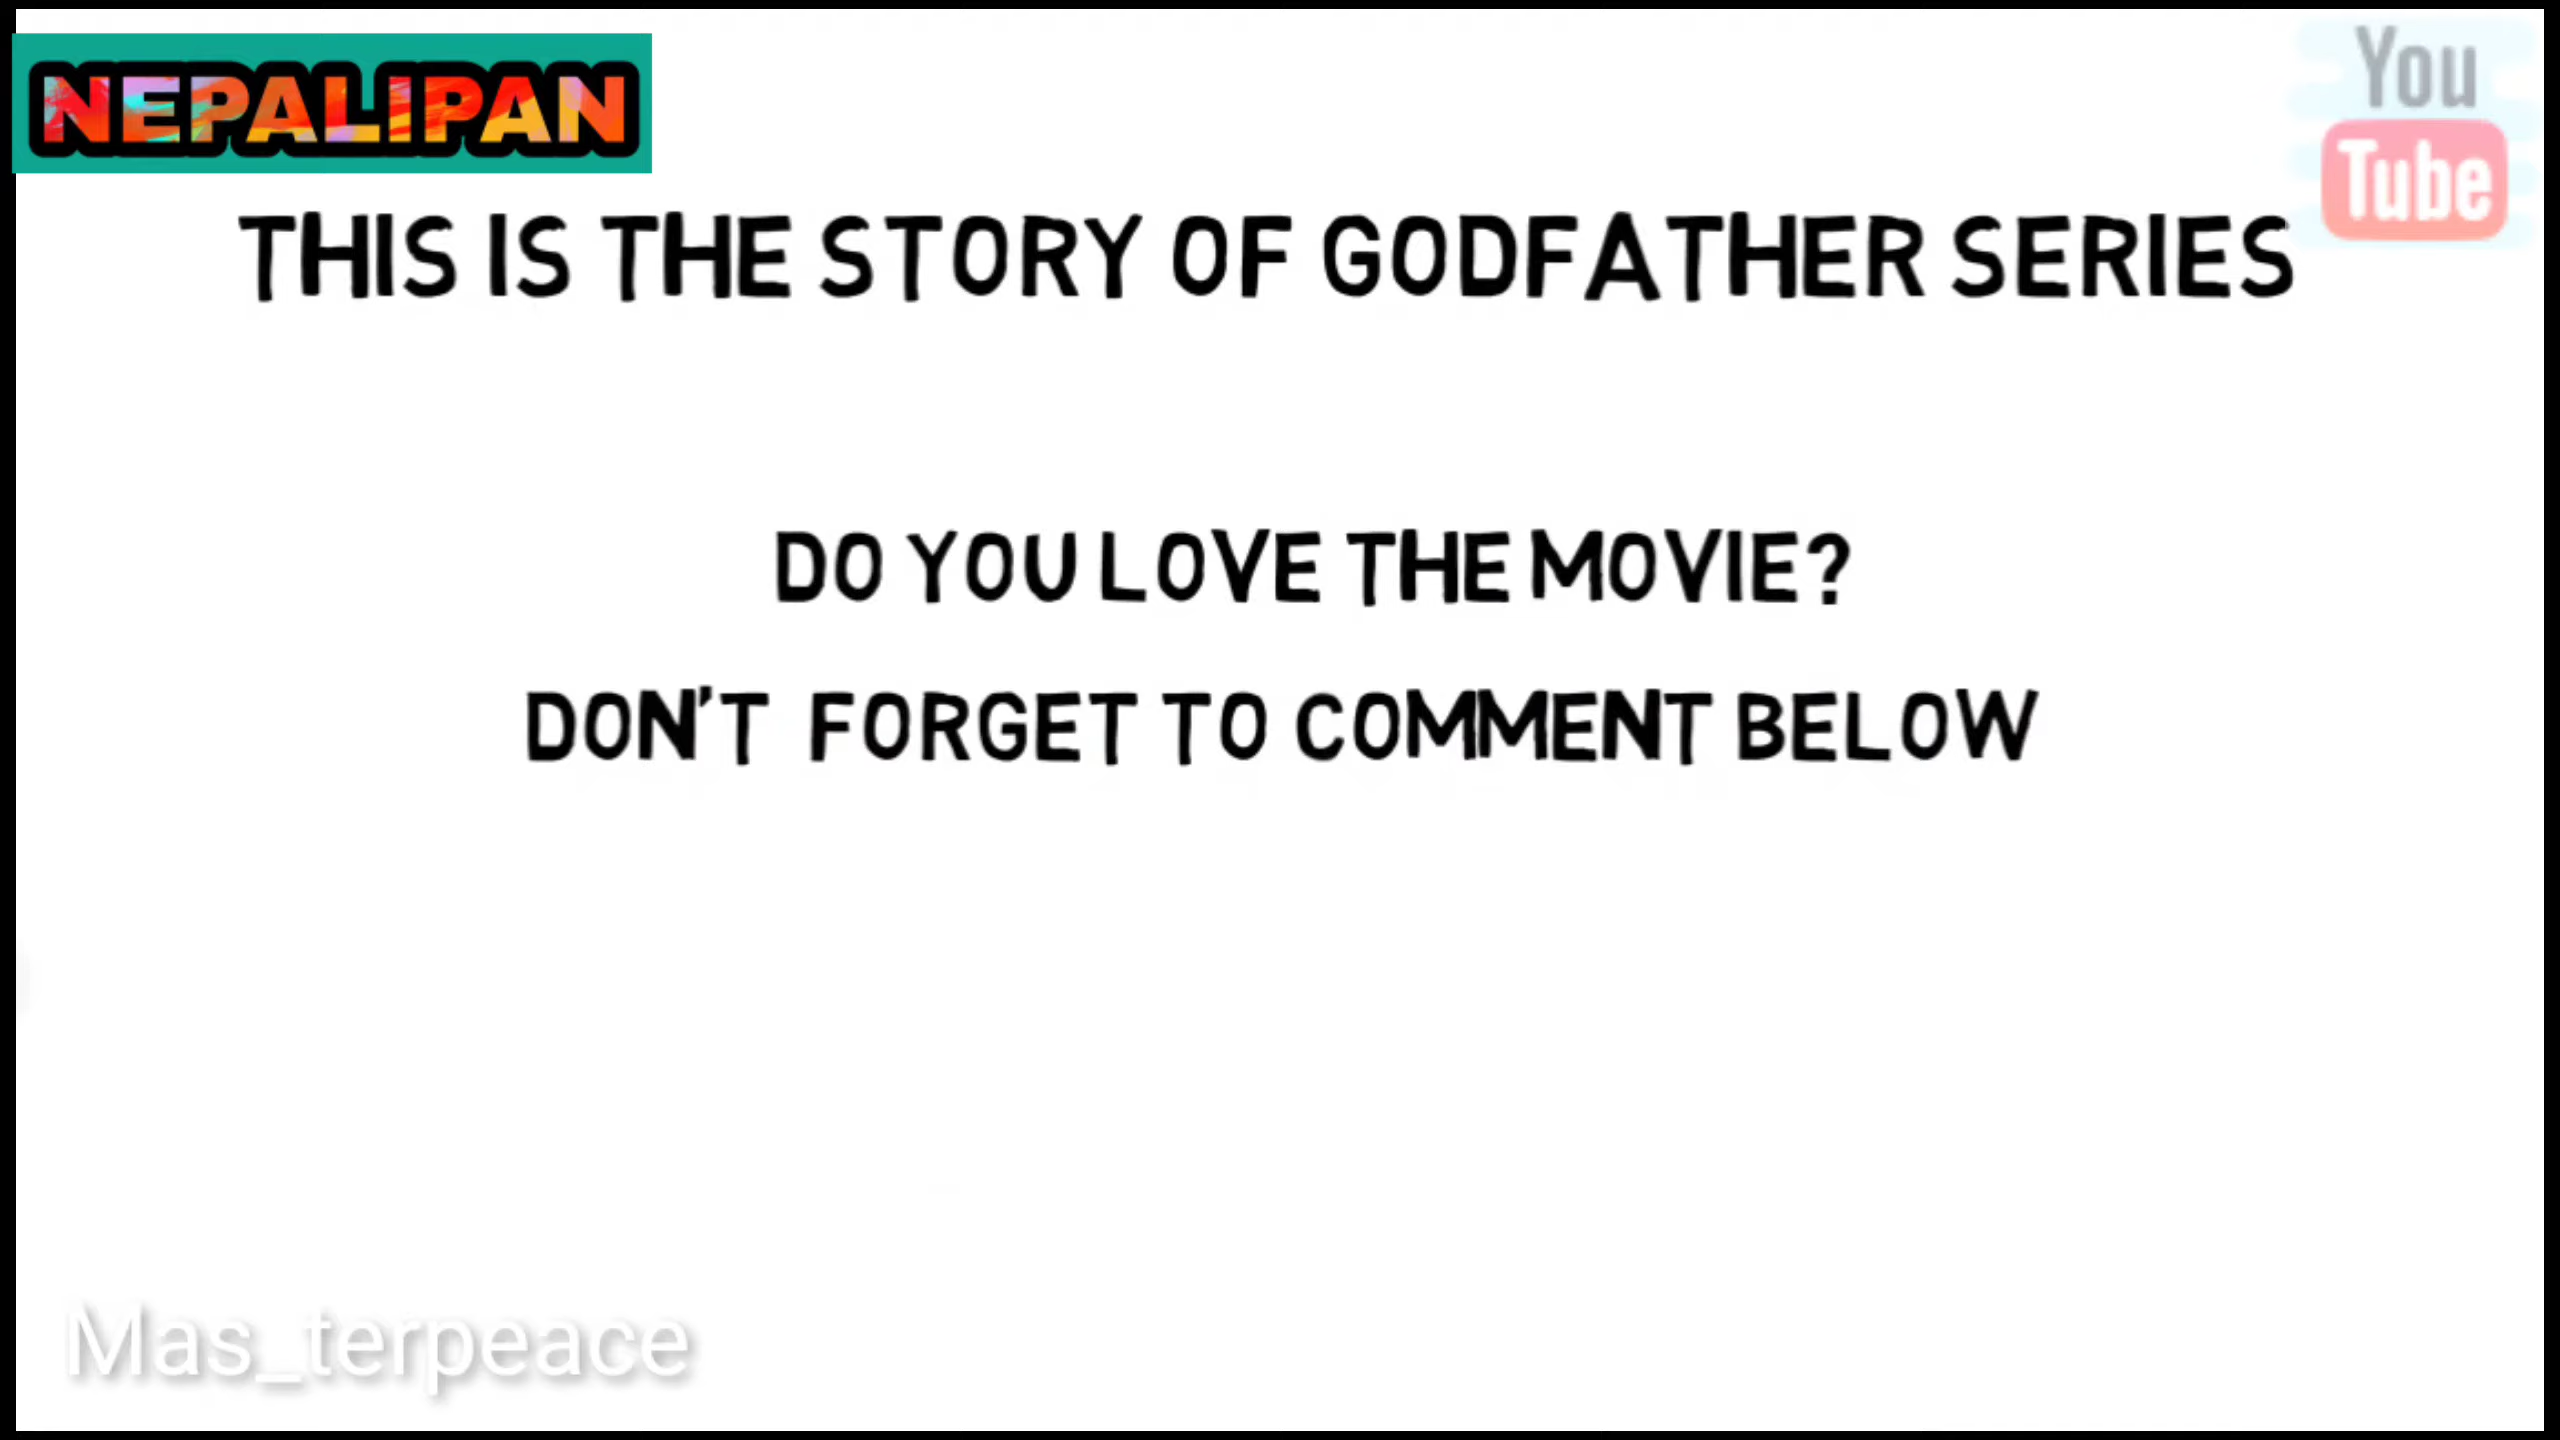 NEPALIPAN
You
Tube
THIS IS THE STORY OF GODFATHER SERIES
DO YOU LOVE THE MOVIE?
DON'T FORGET TO COMMENT BELOW
Mas_terpeace